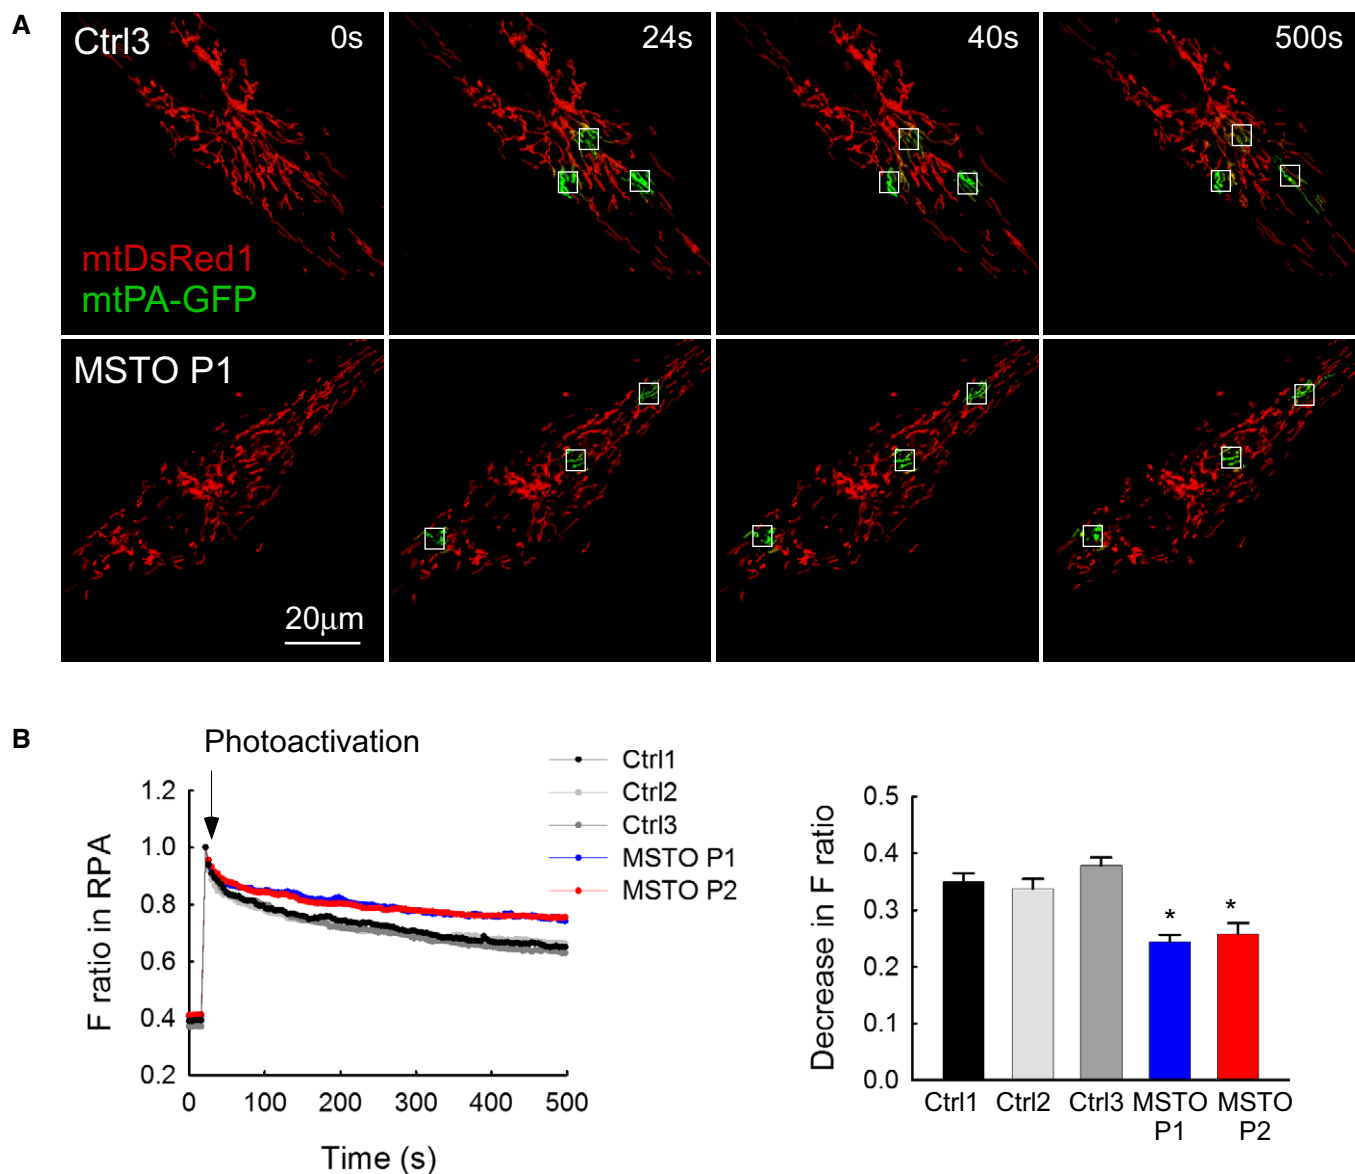 A
Ctrl3
0s
24s
40s
500s
mtDsRed1
mtPA-GFP
MSTO P1
20μm
B
Photoactivation
Ctrl1
Ctrl2
Ctrl3
MSTO P1
MSTO P2
F ratio in RPA
1.2
1.0
0.8
0.6
0.4
0.2
0 100 200 300 400 500
Time (s)
Decrease in F ratio
0.5
0.4
0.3
0.2
0.1
0.0
* *
Ctrl1 Ctrl2 Ctrl3 MSTO MSTO
P1 P2